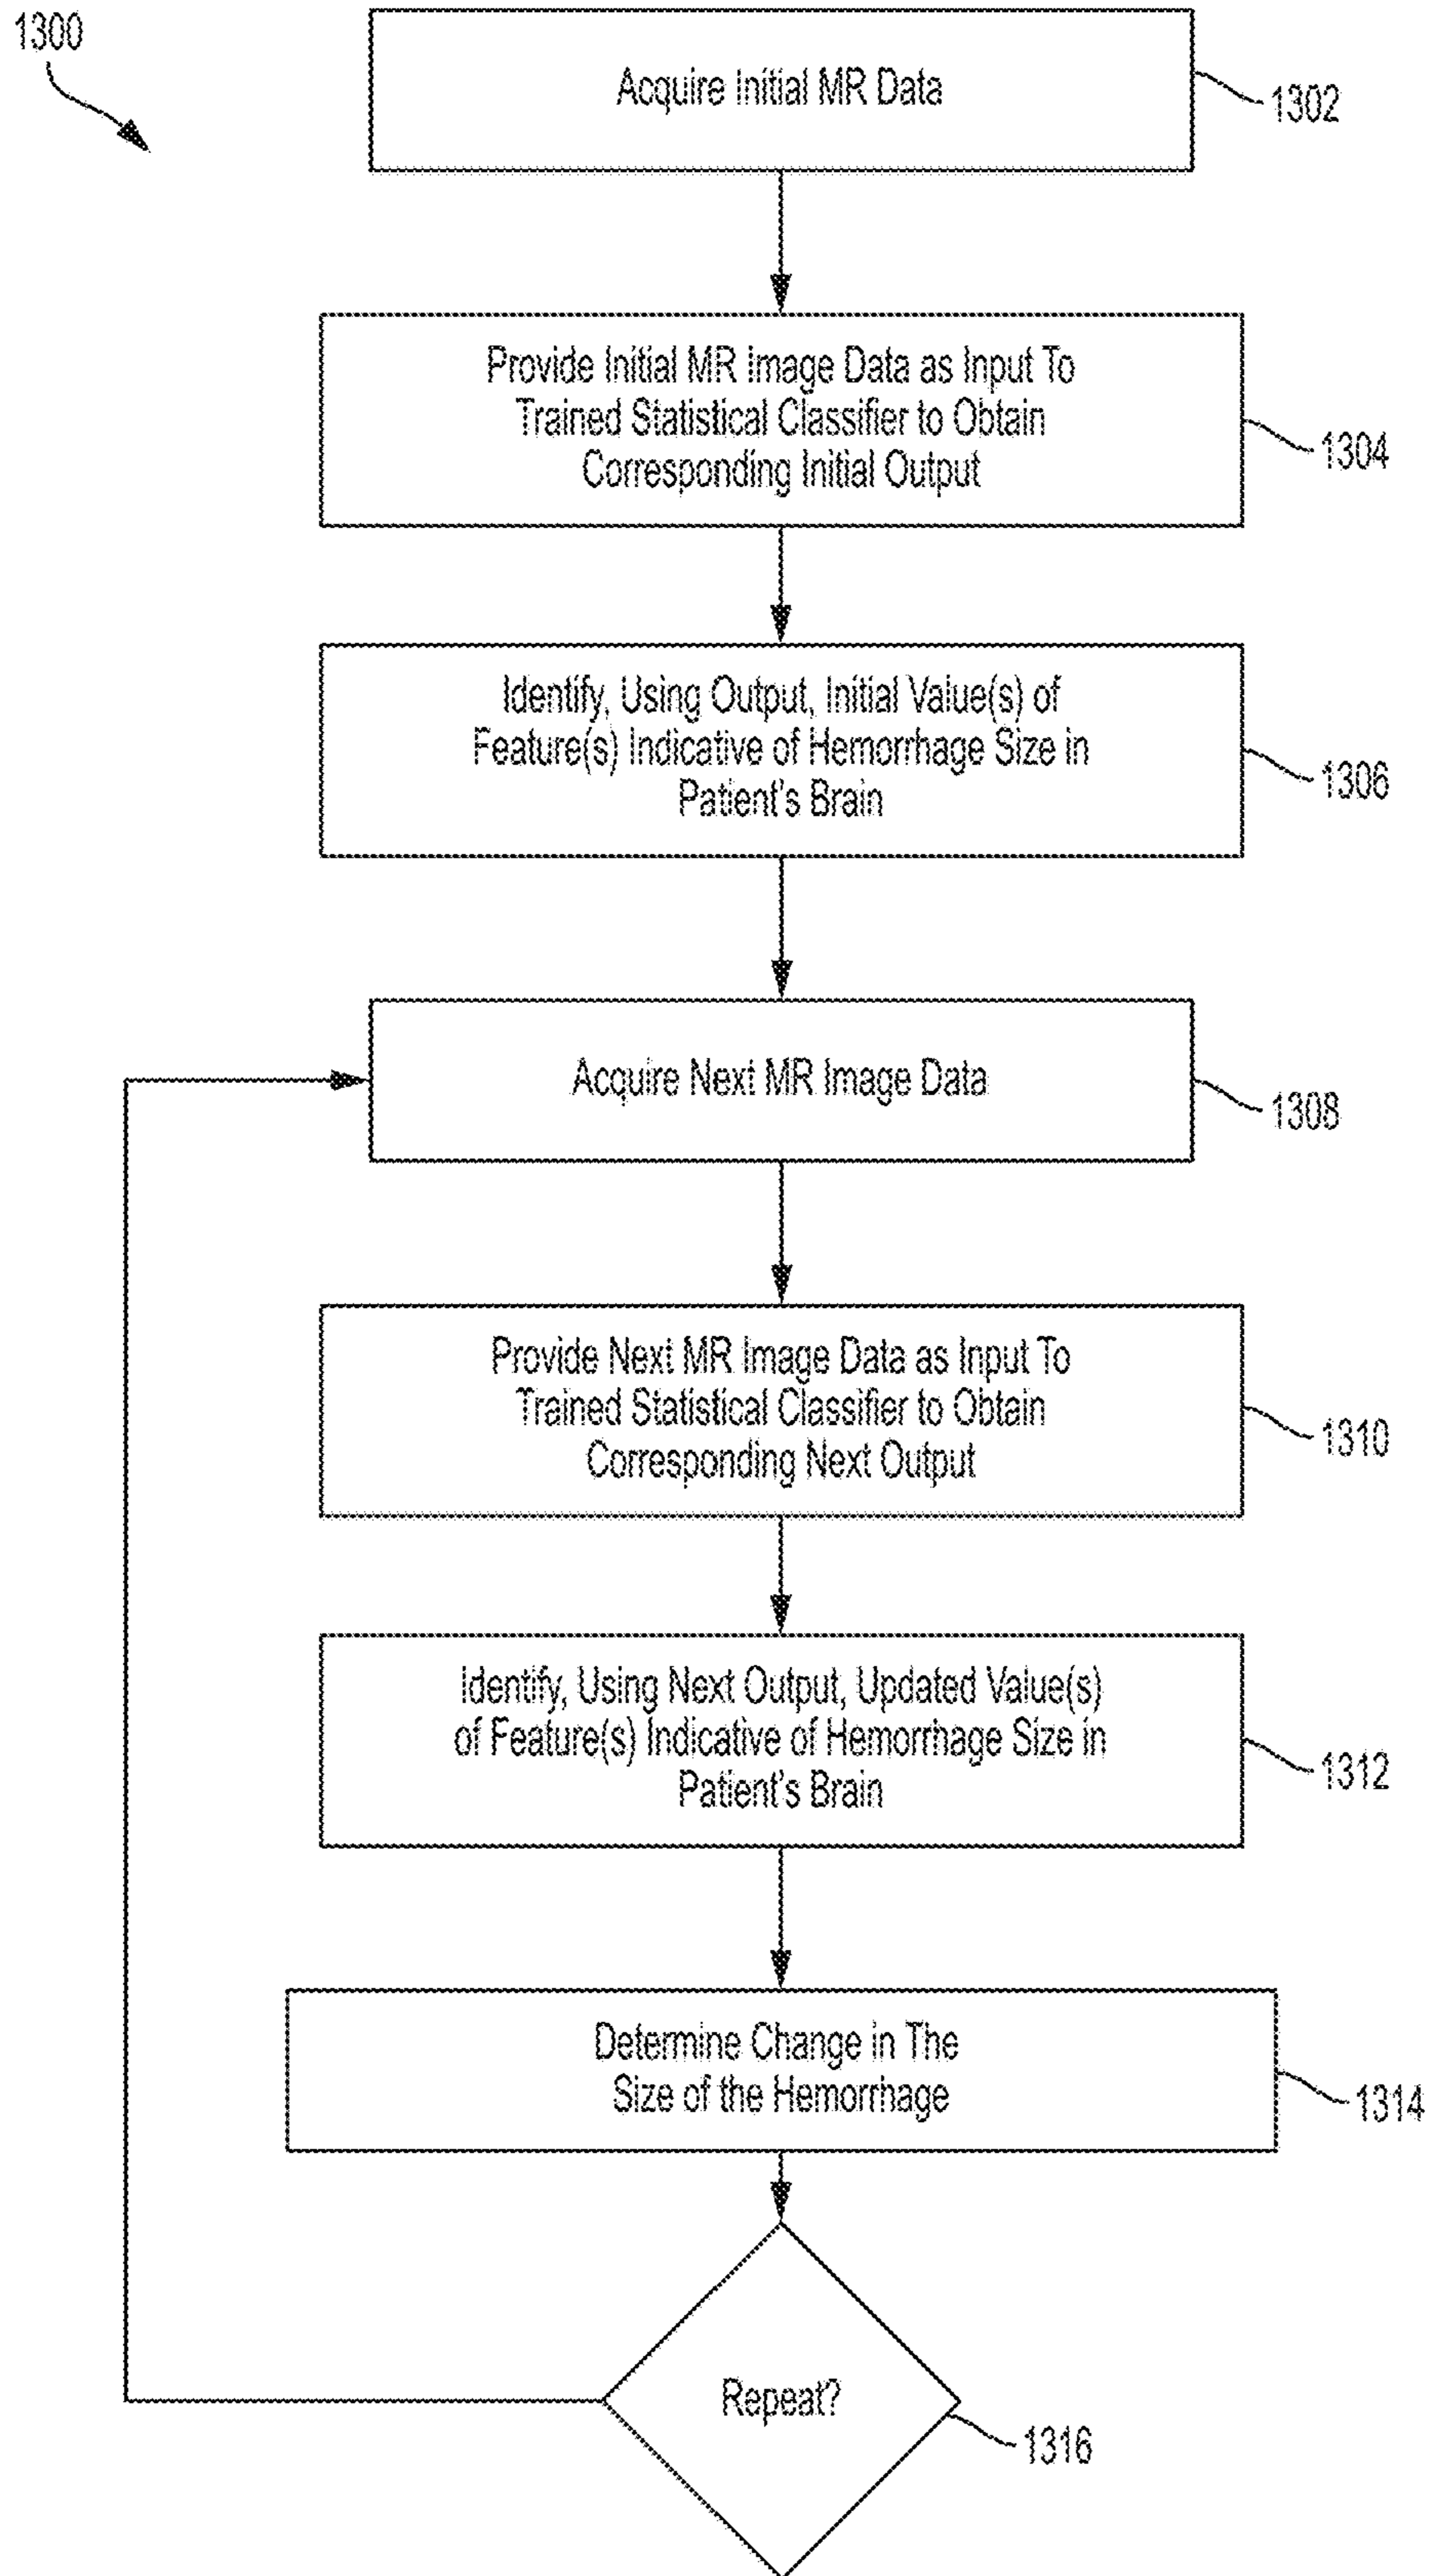 1300
Acquire Initial MR Data
1302
Provide Initial MR Image Data as Input To
Trained Statistical Classifier to Obtain
Corresponding Initial Output
1304
Identify, Using Output, Initial Value(s) of
Feature(s) Indicative of Hemorrhage Size in
Patient's Brain
1306
Acquire Next MR Image Data
1308
Provide Next MR Image Data as Input To
Trained Statistical Classifier to Obtain
Corresponding Next Output
1310
Identify, Using Next Output, Updated Value(s)
of Feature(s) Indicative of Hemorrhage Size in
Patient's Brain
1312
Determine Change in The
Size of the Hemorrhage
1314
Repeat?
1316